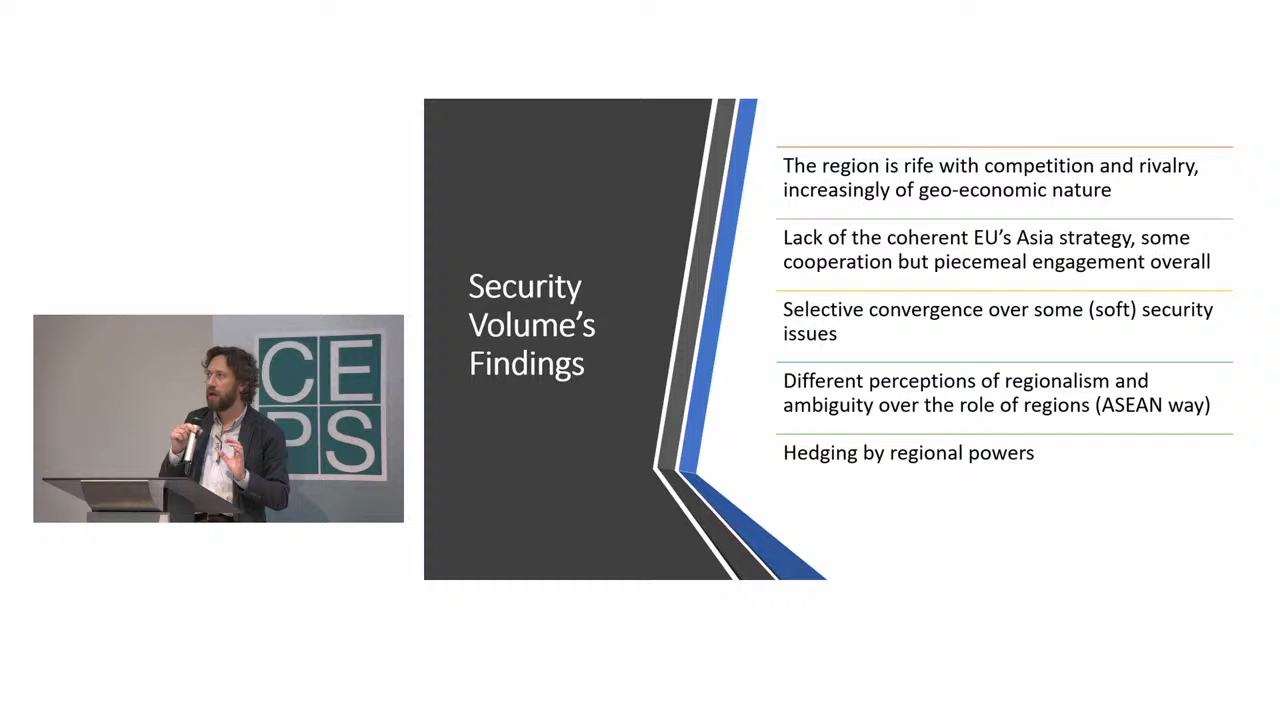 CE
PS
Security
Volume's
Findings
The region is rife with competition and rivalry,
increasingly of geo-economic nature
Lack of the coherent EU's Asia strategy, some
cooperation but piecemeal engagement overall
Selective convergence over some (soft) security
issues
Different perceptions of regionalism and
ambiguity over the role of regions (ASEAN way)
Hedging by regional powers